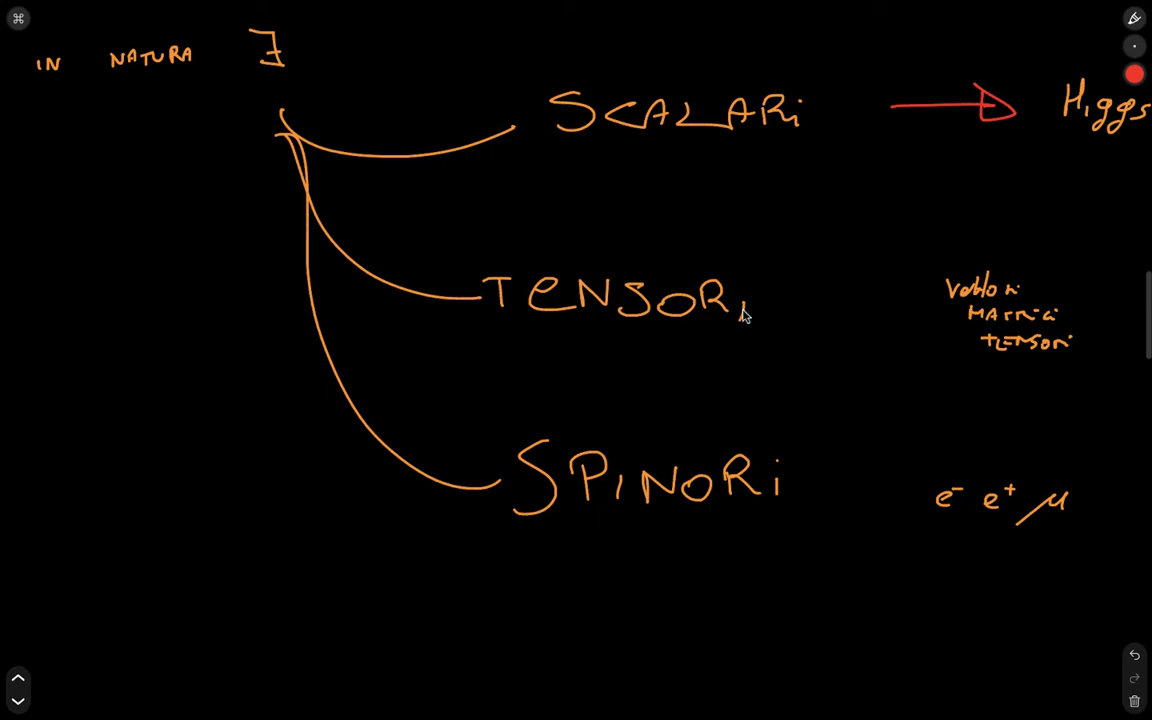 IN NATURA ∃
SCALARi
Higgs
TeNSORi
Vettori
MATrici
tENSori
SPiNORi
e⁻ e⁺ μ